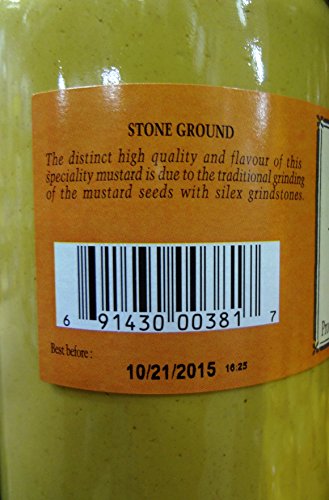 STONE GROUND
The distinct high quality and flavour of this
speciality mustard is due to the traditional grinding
of the mustard seeds with silex grindstones.
6 91430 00381 7
Best before :
10/21/2015 16:25